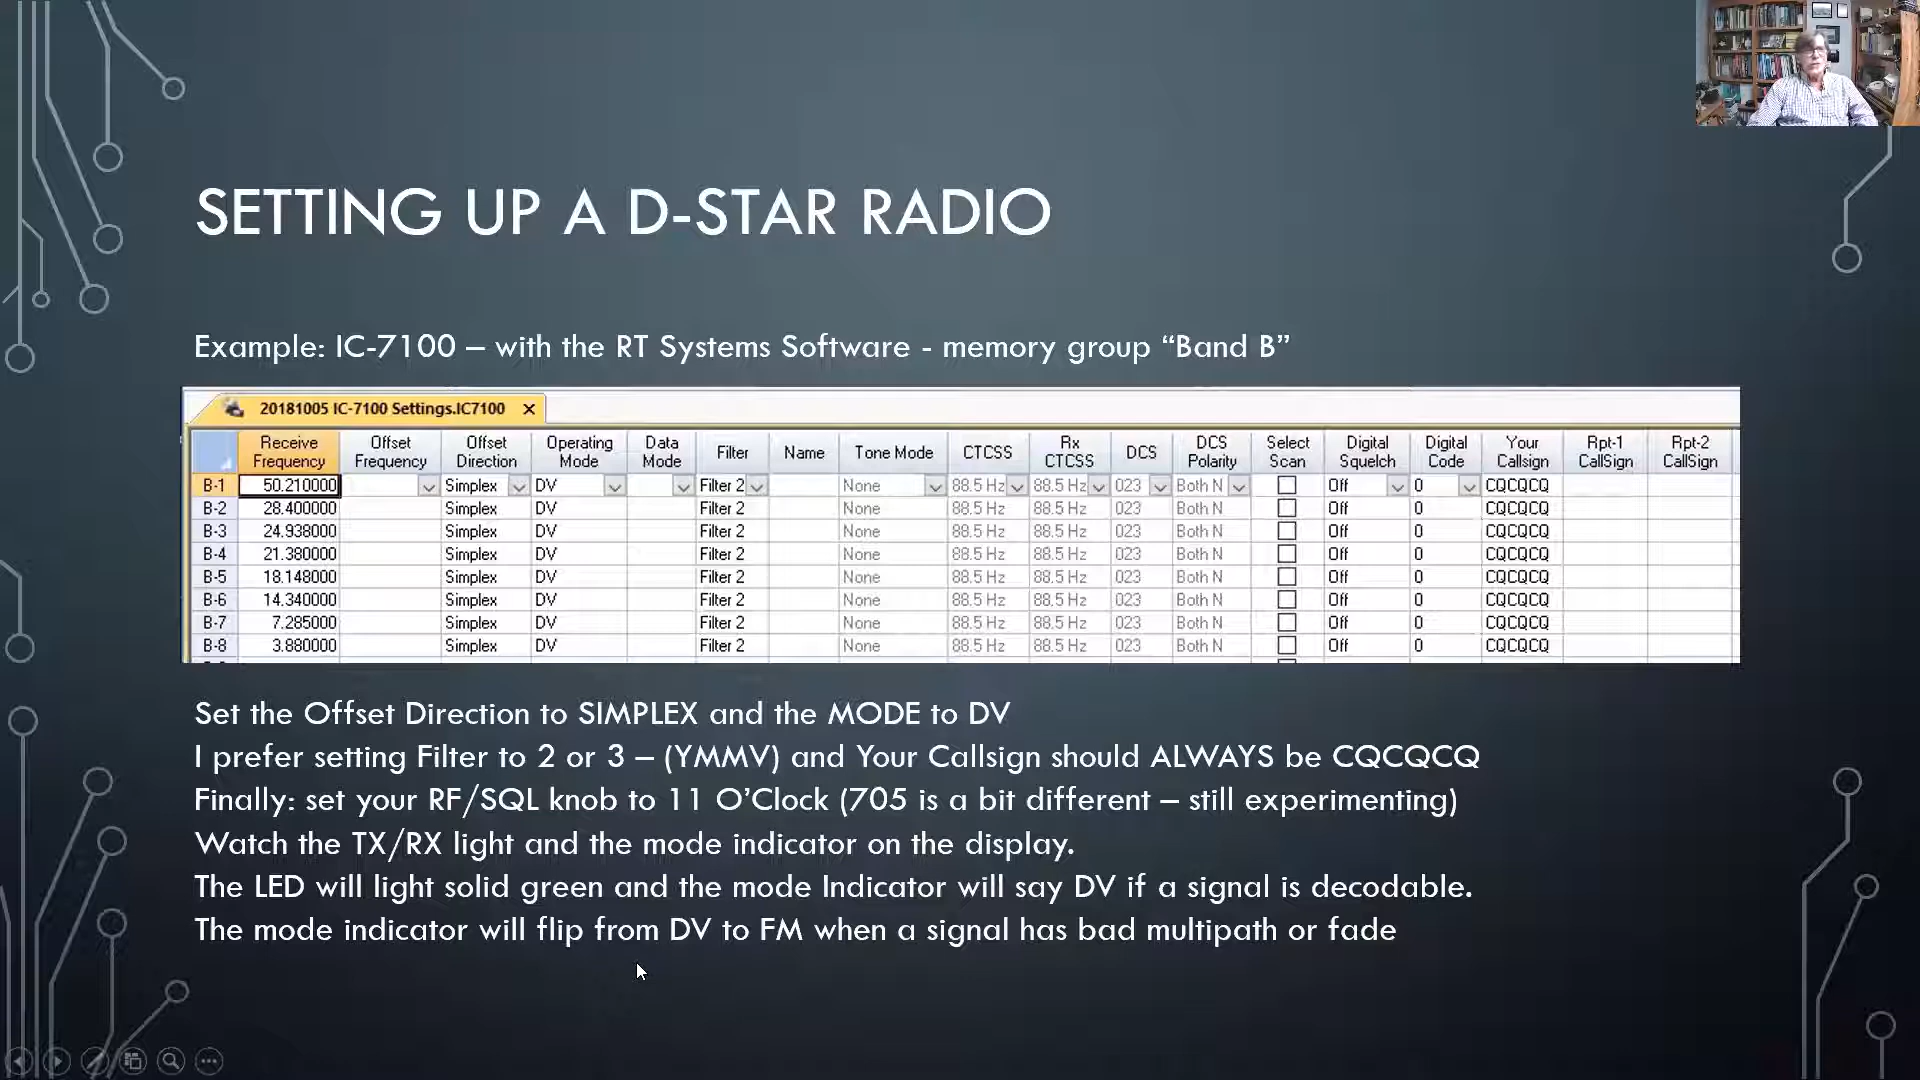 SETTING UP A D-STAR RADIO
Example: IC-7100 – with the RT Systems Software - memory group “Band B”
20181005 IC-7100 Settings.IC7100
Receive Frequency Offset Frequency Offset Direction Operating Mode Data Mode Filter Name Tone Mode CTCSS Rx CTCSS DCS DCS Polarity Select Scan Digital Squelch Digital Code Your Callsign Rpt-1 CallSign Rpt-2 CallSign
B-1 50.210000 Simplex DV Filter 2 None 88.5 Hz 88.5 Hz 023 Both N Off 0 CQCQCQ
B-2 28.400000 Simplex DV Filter 2 None 88.5 Hz 88.5 Hz 023 Both N Off 0 CQCQCQ
B-3 24.938000 Simplex DV Filter 2 None 88.5 Hz 88.5 Hz 023 Both N Off 0 CQCQCQ
B-4 21.380000 Simplex DV Filter 2 None 88.5 Hz 88.5 Hz 023 Both N Off 0 CQCQCQ
B-5 18.148000 Simplex DV Filter 2 None 88.5 Hz 88.5 Hz 023 Both N Off 0 CQCQCQ
B-6 14.340000 Simplex DV Filter 2 None 88.5 Hz 88.5 Hz 023 Both N Off 0 CQCQCQ
B-7 7.285000 Simplex DV Filter 2 None 88.5 Hz 88.5 Hz 023 Both N Off 0 CQCQCQ
B-8 3.880000 Simplex DV Filter 2 None 88.5 Hz 88.5 Hz 023 Both N Off 0 CQCQCQ
Set the Offset Direction to SIMPLEX and the MODE to DV
I prefer setting Filter to 2 or 3 – (YMMV) and Your Callsign should ALWAYS be CQCQCQ
Finally: set your RF/SQL knob to 11 O’Clock (705 is a bit different – still experimenting)
Watch the TX/RX light and the mode indicator on the display.
The LED will light solid green and the mode Indicator will say DV if a signal is decodable.
The mode indicator will flip from DV to FM when a signal has bad multipath or fade